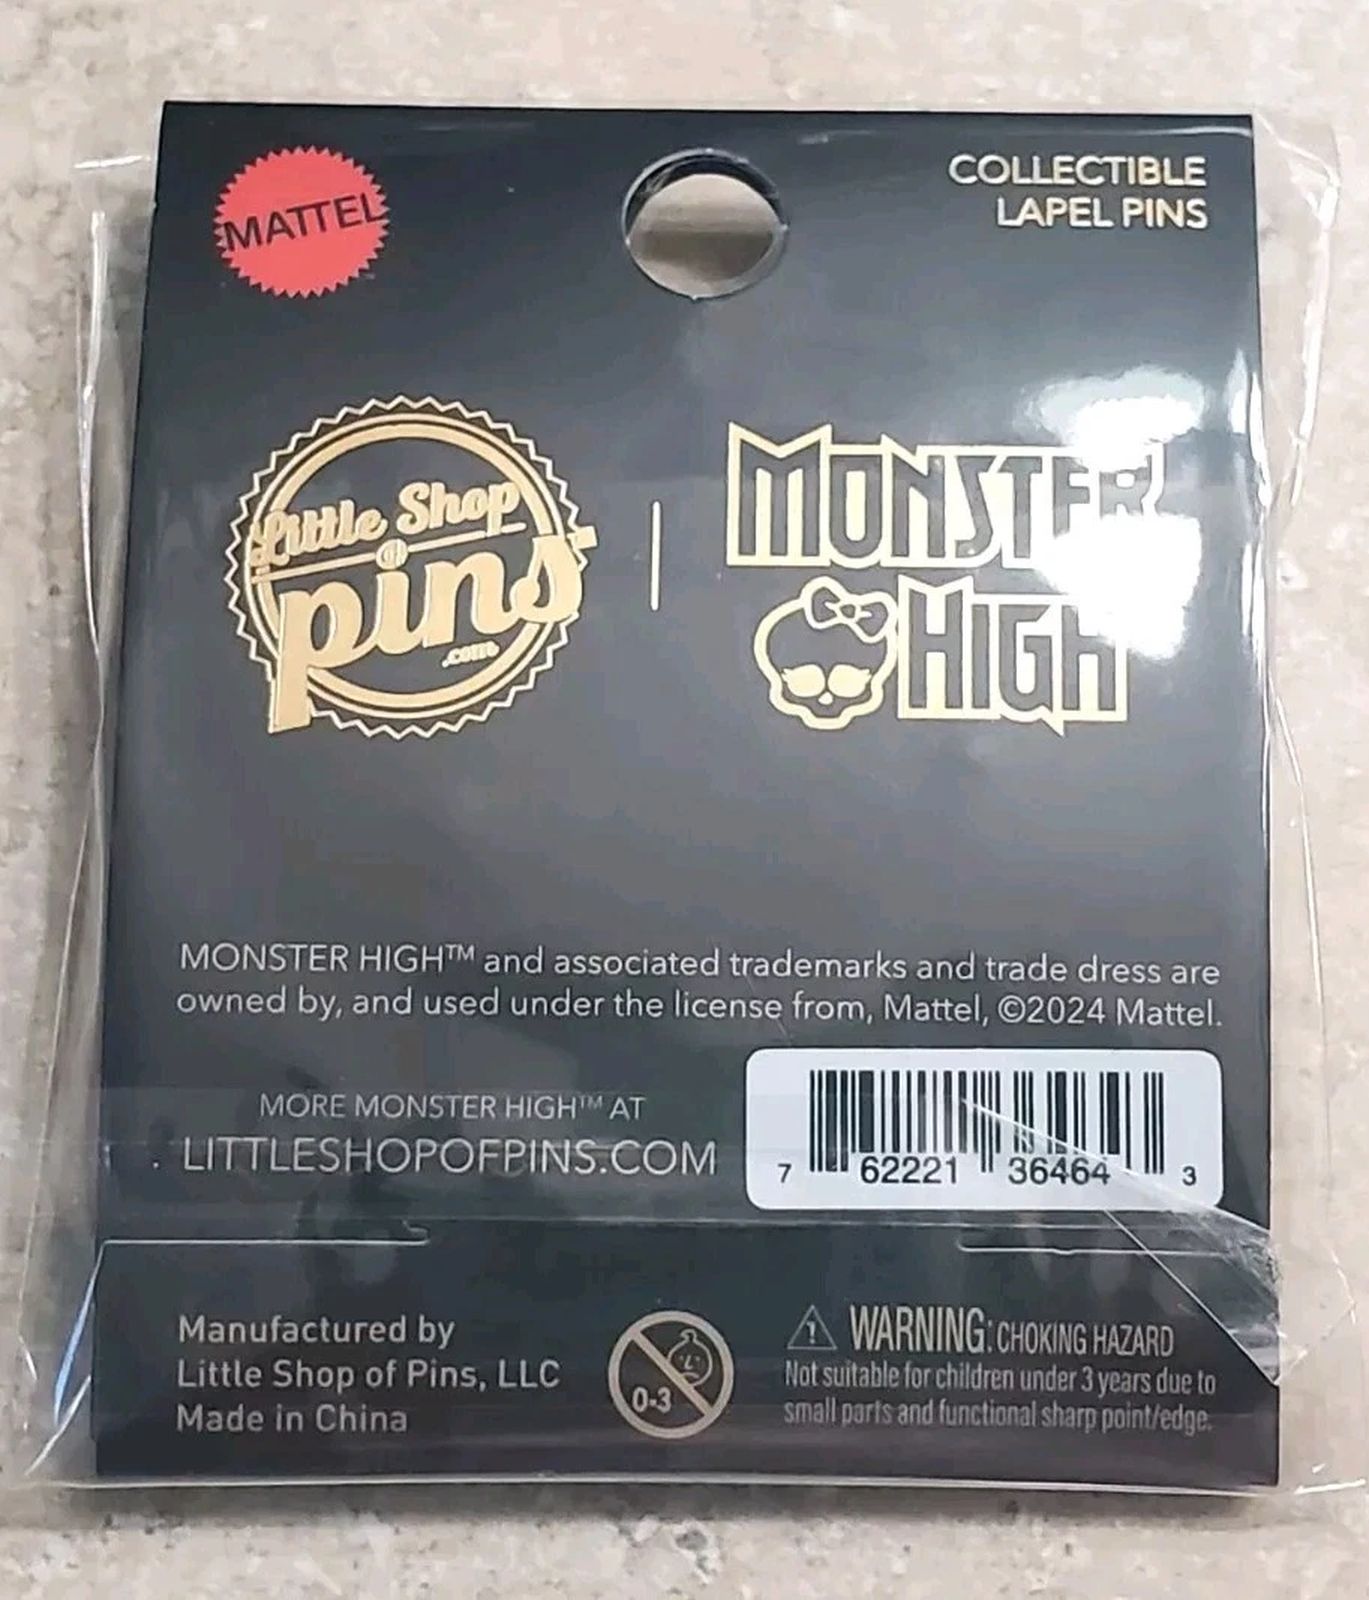 MATTEL
COLLECTIBLE
LAPEL PINS
Little Shop
of
pins
.com
MONSTER
HIGH
MONSTER HIGH™ and associated trademarks and trade dress are
owned by, and used under the license from, Mattel, ©2024 Mattel.
MORE MONSTER HIGH™ AT
LITTLESHOPOFPINS.COM
7 62221 36464 3
Manufactured by
Little Shop of Pins, LLC
Made in China
0-3
WARNING: CHOKING HAZARD
Not suitable for children under 3 years due to
small parts and functional sharp point/edge.